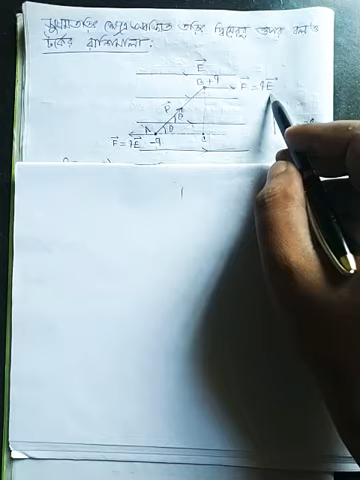 সুষম তড়িৎ ক্ষেত্রে অবস্থিত তড়িৎ দ্বিমেরুর উপর বল ও
টর্কের রাশিমালা:
E
B +q
F = qE
P
θ
A θ
F = qE -q C